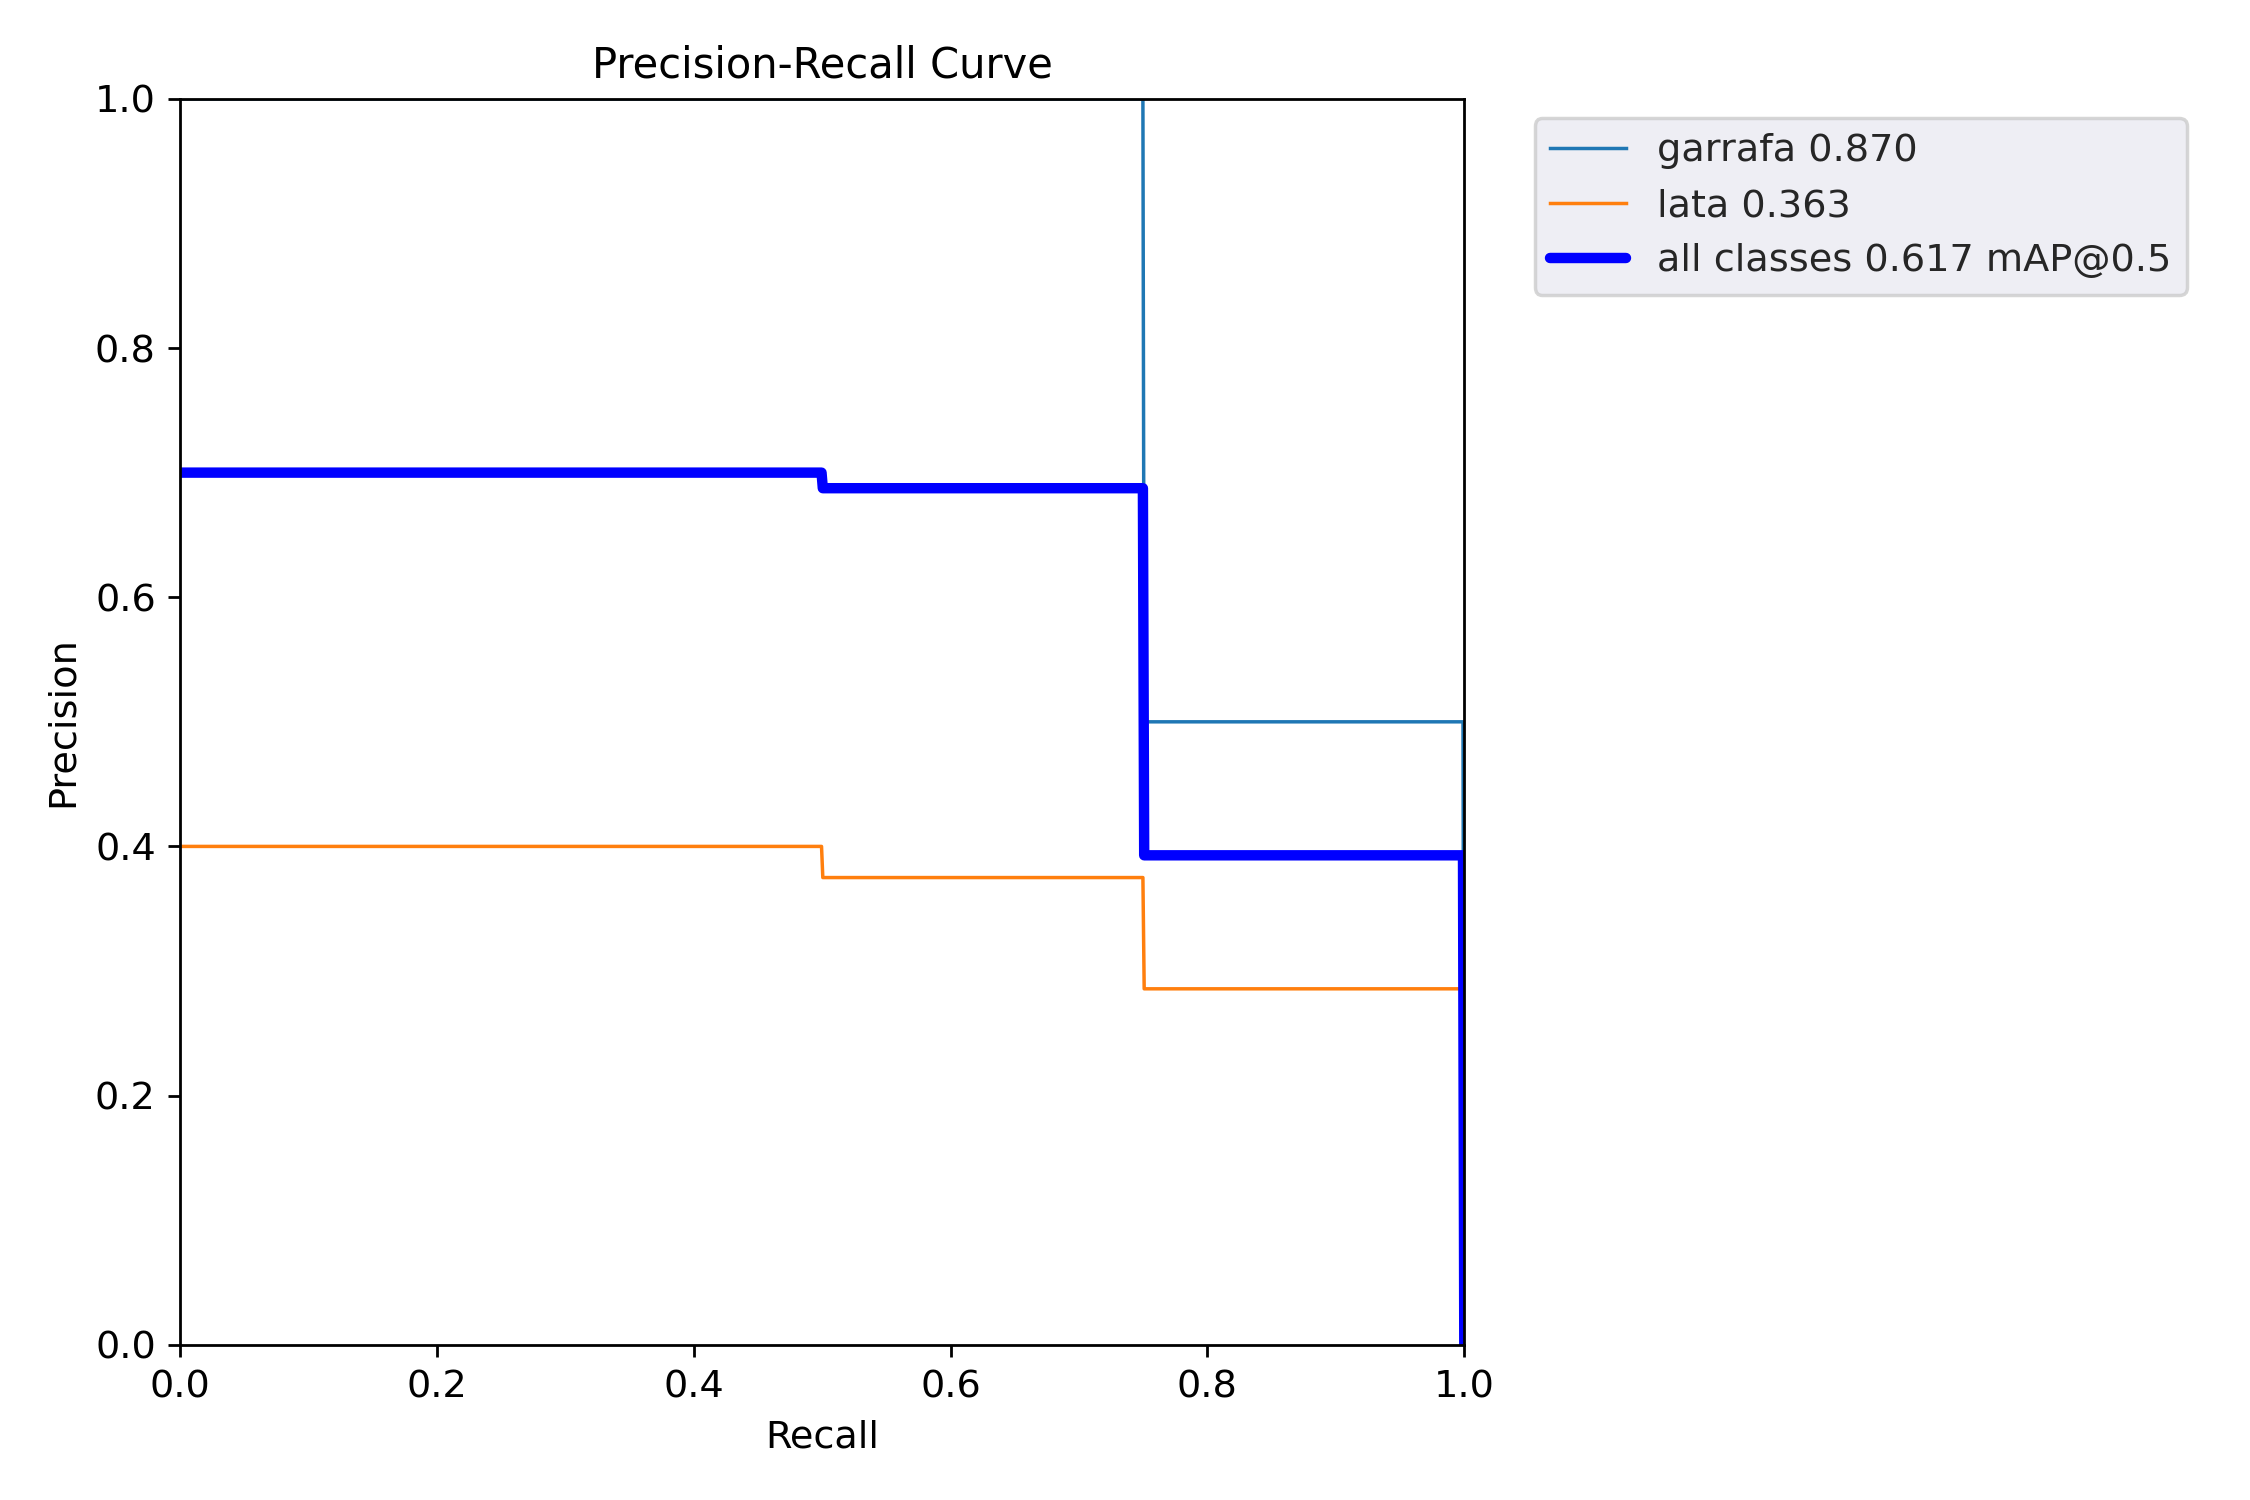 Precision-Recall Curve
1.0
0.8
0.6
0.4
0.2
0.0
Precision
0.0 0.2 0.4 0.6 0.8 1.0
Recall
garrafa 0.870
lata 0.363
all classes 0.617 mAP@0.5